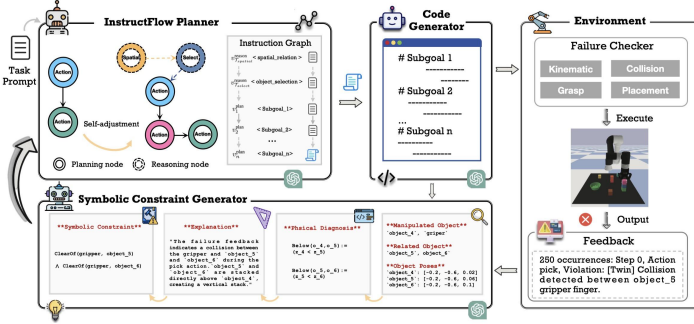 InstructFlow Planner
Task
Prompt
Action
Spatial
Select
Action
Action
Action
Action
Self-adjustment
Planning node
Reasoning node
Instruction Graph
< spatial_relation >
< object_selection >
< Subgoal_1>
< Subgoal_2>
...
< Subgoal_n>
Code
Generator
# Subgoal 1
# Subgoal 2
...
# Subgoal n
</>
Environment
Failure Checker
Kinematic
Collision
Grasp
Placement
Execute
Output
Feedback
250 occurrences: Step 0, Action
pick, Violation: [Twin] Collision
detected between object_5
gripper finger.
Symbolic Constraint Generator
**Symbolic Constraint**
ClearOf(gripper, object_5)
∧ ClearOf(gripper, object_6)
**Explanation**
"The failure feedback
indicates a collision between
the gripper and `object_5`
and `object_6` during the
pick action. `object_5` and
`object_6` are stacked
directly above `object_4`,
creating a vertical stack."
**Phsical Diagnosis**
Below(o_4,o_5) :=
(z_4 < z_5)
Below(o_5,o_6) :=
(z_5 < z_6)
**Manipulated Object**
`object_4`, `griper`
**Related Object**
`object_5`, `object_6`
**Object Poses**
`object_4`: [-0.2, -0.6, 0.02]
`object_5`: [-0.2, -0.6, 0.06]
`object_6`: [-0.2, -0.6, 0.1]